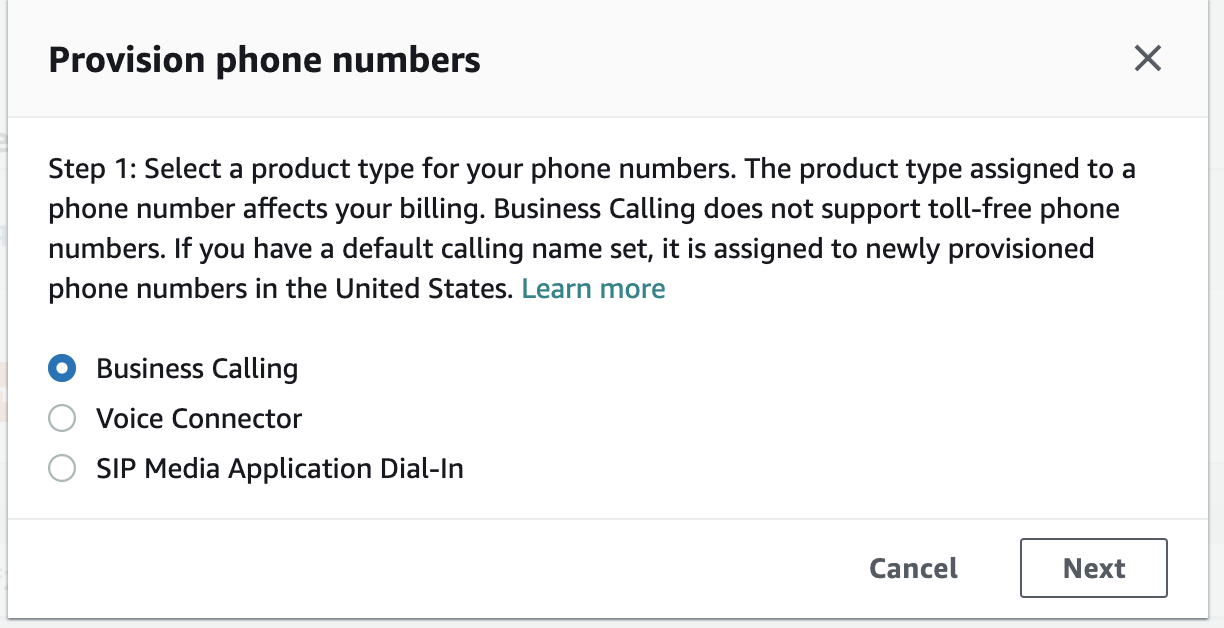 Provision phone numbers
Step 1: Select a product type for your phone numbers. The product type assigned to a
phone number affects your billing. Business Calling does not support toll-free phone
numbers. If you have a default calling name set, it is assigned to newly provisioned
phone numbers in the United States. Learn more
Business Calling
Voice Connector
SIP Media Application Dial-In
Cancel
Next